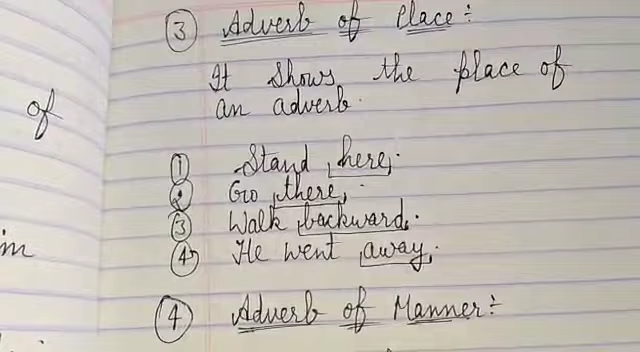 ③ Adverb of Place :-
It shows the place of
an adverb.
of
① Stand here.
② Go there.
③ Walk backward.
④ He went away.
in
④ Adverb of Manner :-